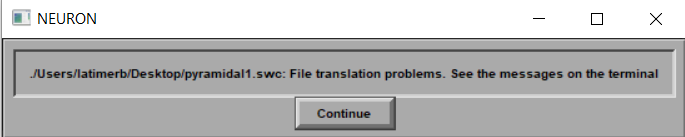 NEURON
./Users/latimerb/Desktop/pyramidal1.swc: File translation problems. See the messages on the terminal
Continue